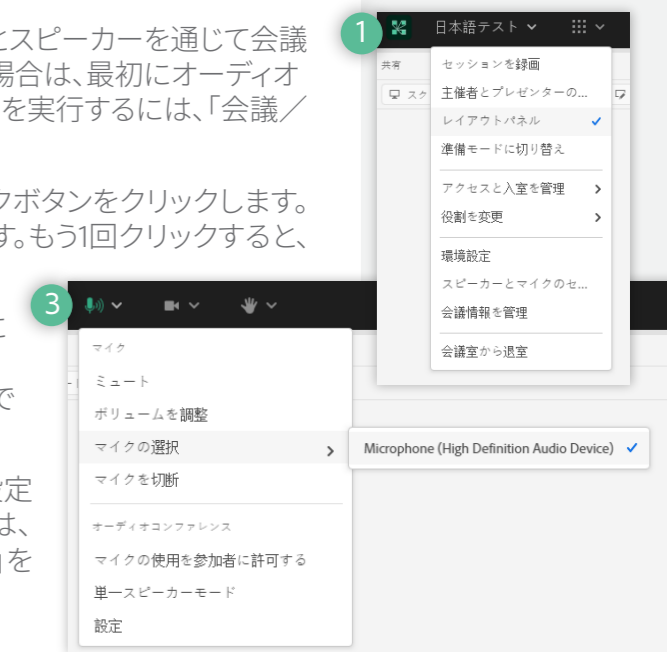 とスピーカーを通じて会議
場合は、最初にオーディオ
を実行するには、「会議／
クボタンをクリックします。
す。もう1回クリックすると、
に
で
定
は、
を
1
日本語テスト
共有
スク
セッションを録画
主催者とプレゼンターの...
レイアウトパネル
準備モードに切り替え
アクセスと入室を管理
役割を変更
環境設定
スピーカーとマイクのセ...
会議情報を管理
会議室から退室
3
マイク
ミュート
ボリュームを調整
マイクの選択
マイクを切断
オーディオコンファレンス
マイクの使用を参加者に許可する
単一スピーカーモード
設定
Microphone (High Definition Audio Device)